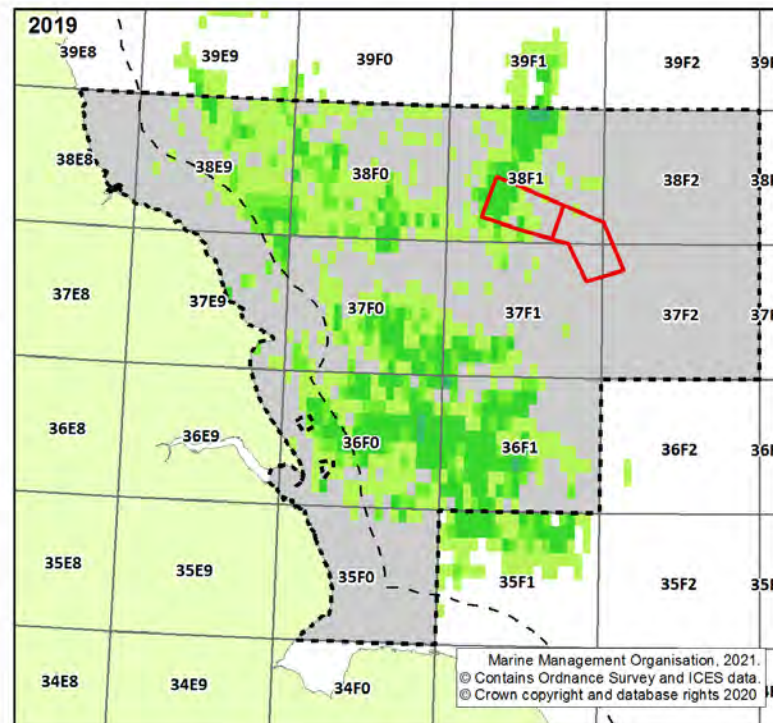 2019
39E8 39E9 39F0 39F1 39F2 39F
38E8 38E9 38F0 38F1 38F2
37E8 37E9 37F0 37F1 37F2
36E8 36E9 36F0 36F1 36F2
35E8 35E9 35F0 35F1 35F2
34E8 34E9 34F0
Marine Management Organisation, 2021.
© Contains Ordnance Survey and ICES data.
© Crown copyright and database rights 2020